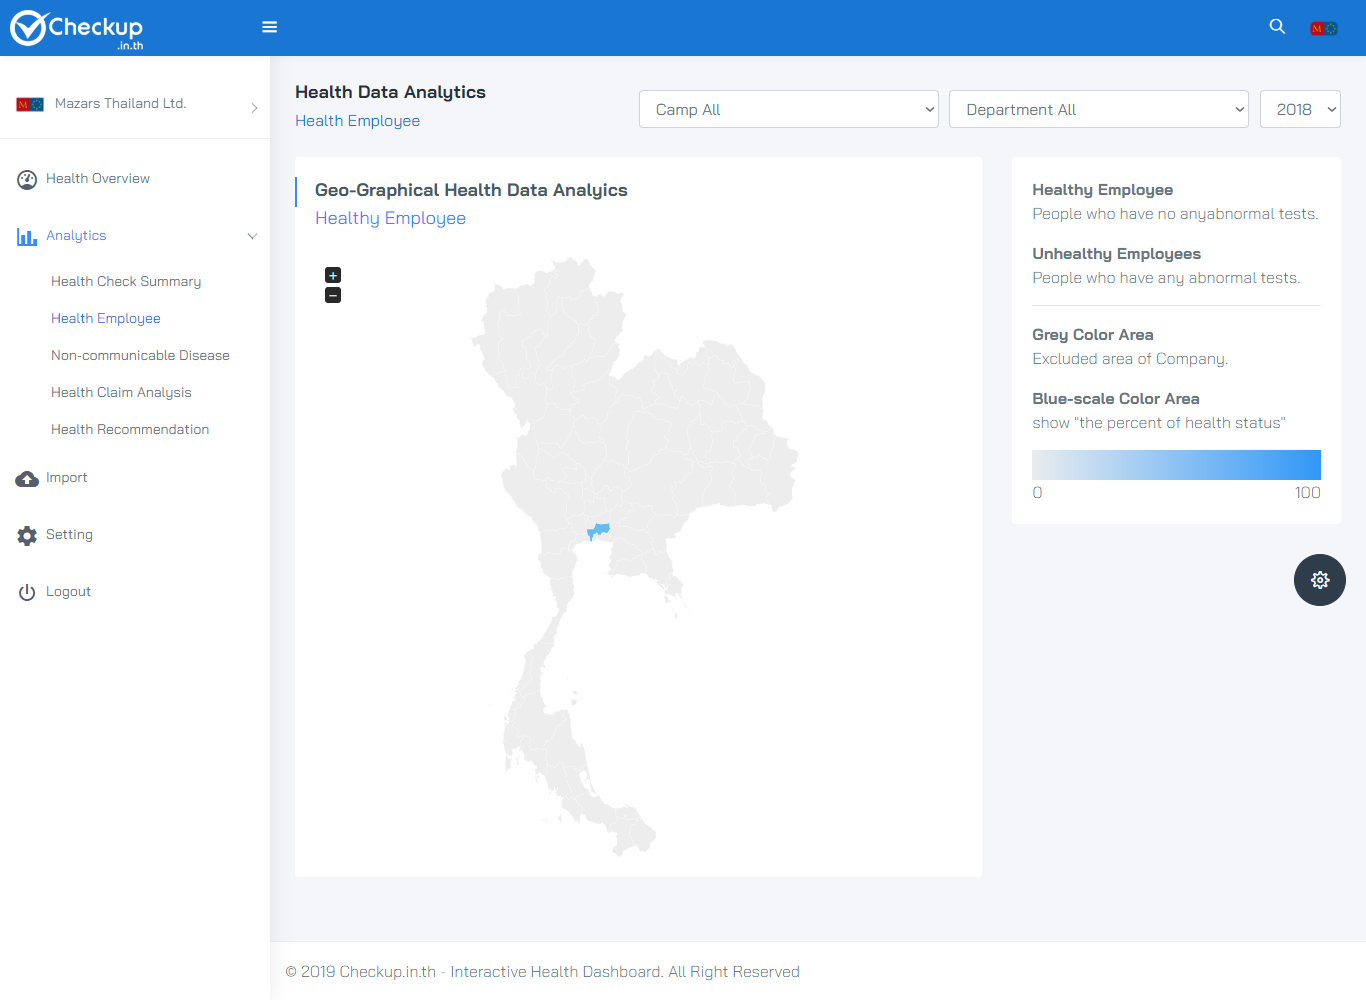 Checkup
.in.th
Mazars Thailand Ltd.
Health Overview
Analytics
Health Check Summary
Health Employee
Non-communicable Disease
Health Claim Analysis
Health Recommendation
Import
Setting
Logout
Health Data Analytics
Health Employee
Camp All
Department All
2018
Geo-Graphical Health Data Analyics
Healthy Employee
+
−
Healthy Employee
People who have no anyabnormal tests.
Unhealthy Employees
People who have any abnormal tests.
Grey Color Area
Excluded area of Company.
Blue-scale Color Area
show "the percent of health status"
0 100
© 2019 Checkup.in.th - Interactive Health Dashboard. All Right Reserved